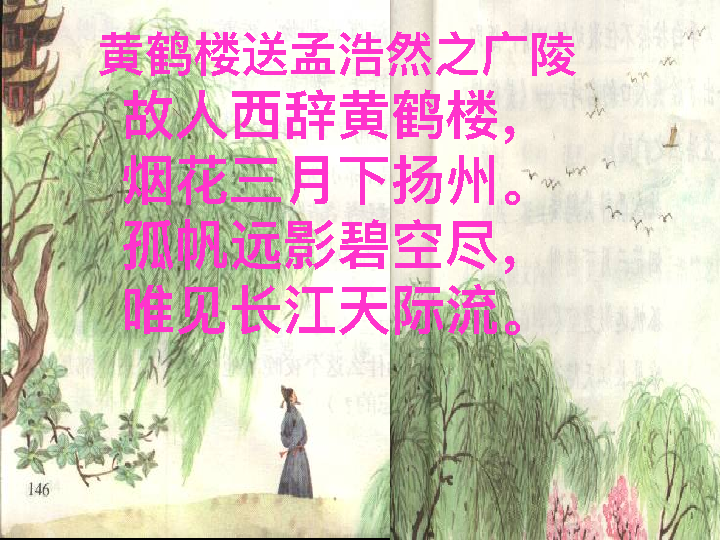 黄鹤楼送孟浩然之广陵
故人西辞黄鹤楼，
烟花三月下扬州。
孤帆远影碧空尽，
唯见长江天际流。
146